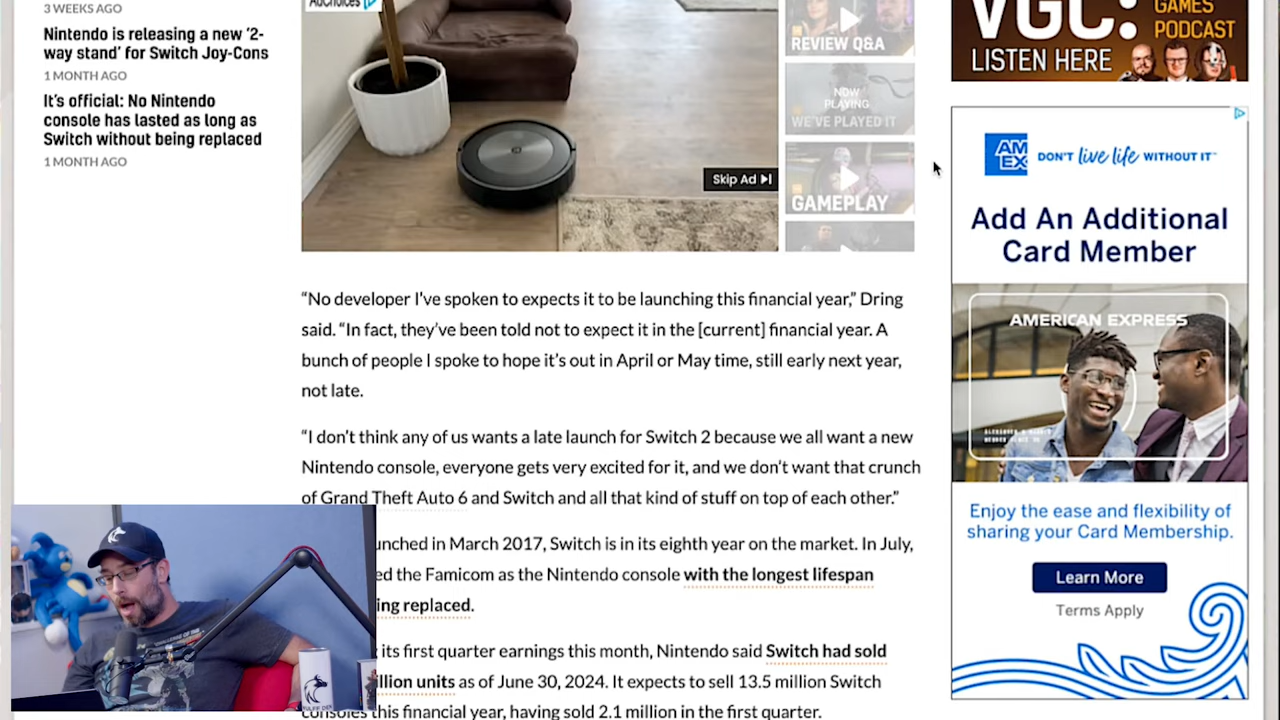 3 WEEKS AGO
Nintendo is releasing a new ‘2-
way stand’ for Switch Joy-Cons
1 MONTH AGO
It’s official: No Nintendo
console has lasted as long as
Switch without being replaced
1 MONTH AGO
AdChoices
Skip Ad
REVIEW Q&A
NOW
PLAYING
WE'VE PLAYED IT
GAMEPLAY
“No developer I’ve spoken to expects it to be launching this financial year,” Dring
said. “In fact, they’ve been told not to expect it in the [current] financial year. A
bunch of people I spoke to hope it’s out in April or May time, still early next year,
not late.
“I don’t think any of us wants a late launch for Switch 2 because we all want a new
Nintendo console, everyone gets very excited for it, and we don’t want that crunch
of Grand Theft Auto 6 and Switch and all that kind of stuff on top of each other.”
unched in March 2017, Switch is in its eighth year on the market. In July,
ed the Famicom as the Nintendo console with the longest lifespan
ing replaced.
its first quarter earnings this month, Nintendo said Switch had sold
llion units as of June 30, 2024. It expects to sell 13.5 million Switch
consoles this financial year, having sold 2.1 million in the first quarter.
VGC:
GAMES
PODCAST
LISTEN HERE
AM
EX
DON'T live life WITHOUT IT™
Add An Additional
Card Member
AMERICAN EXPRESS
Enjoy the ease and flexibility of
sharing your Card Membership.
Learn More
Terms Apply